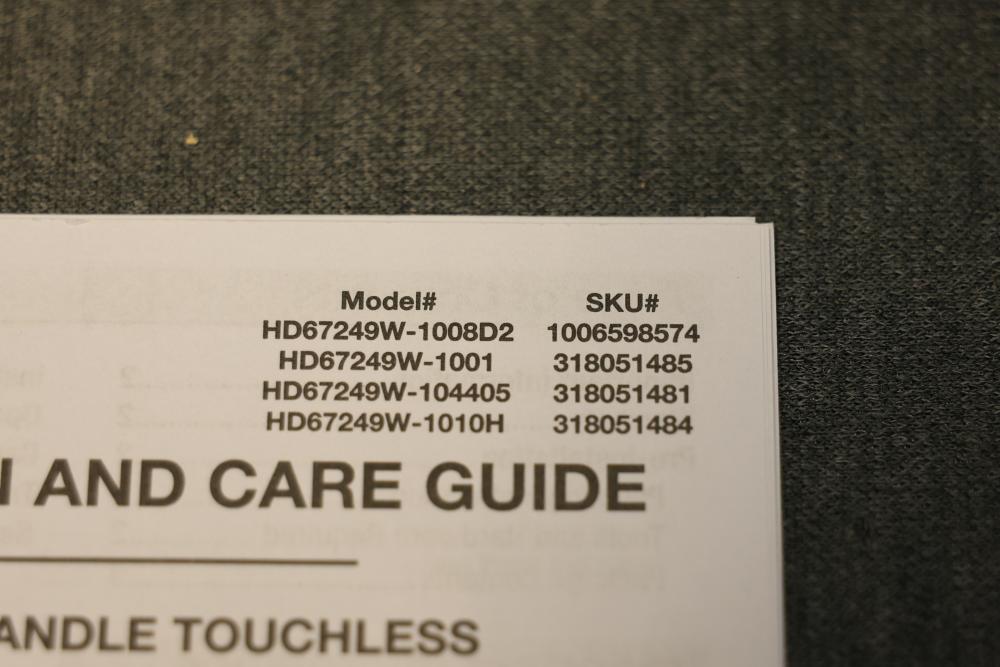 Model# SKU#
HD67249W-1008D2 1006598574
HD67249W-1001 318051485
HD67249W-104405 318051481
HD67249W-1010H 318051484
AND CARE GUIDE
ANDLE TOUCHLESS